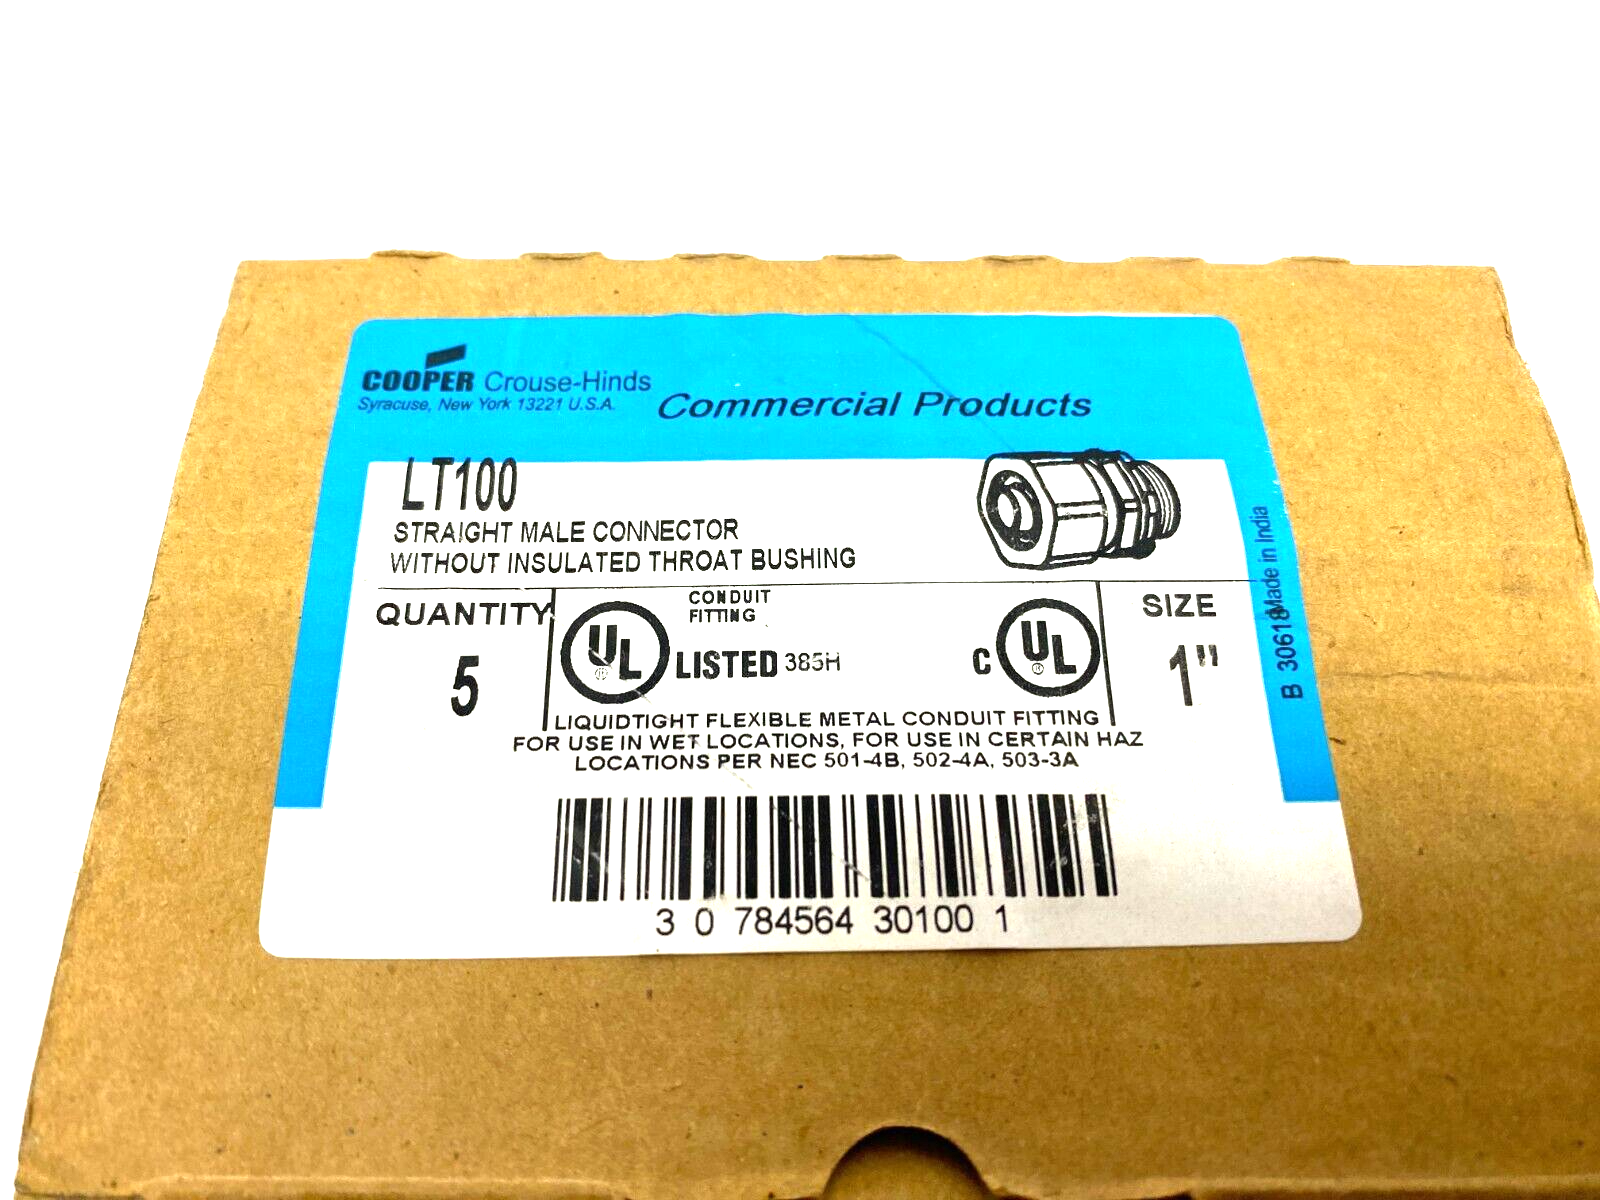 COOPER Crouse-Hinds
Syracuse, New York 13221 U.S.A.
Commercial Products
LT100
STRAIGHT MALE CONNECTOR
WITHOUT INSULATED THROAT BUSHING
QUANTITY
5
UL
®
CONDUIT
FITTING
LISTED 385H
C UL
®
SIZE
1"
LIQUIDTIGHT FLEXIBLE METAL CONDUIT FITTING
FOR USE IN WET LOCATIONS, FOR USE IN CERTAIN HAZ
LOCATIONS PER NEC 501-4B, 502-4A, 503-3A
3 0 784564 30100 1
B 30618
Made in India